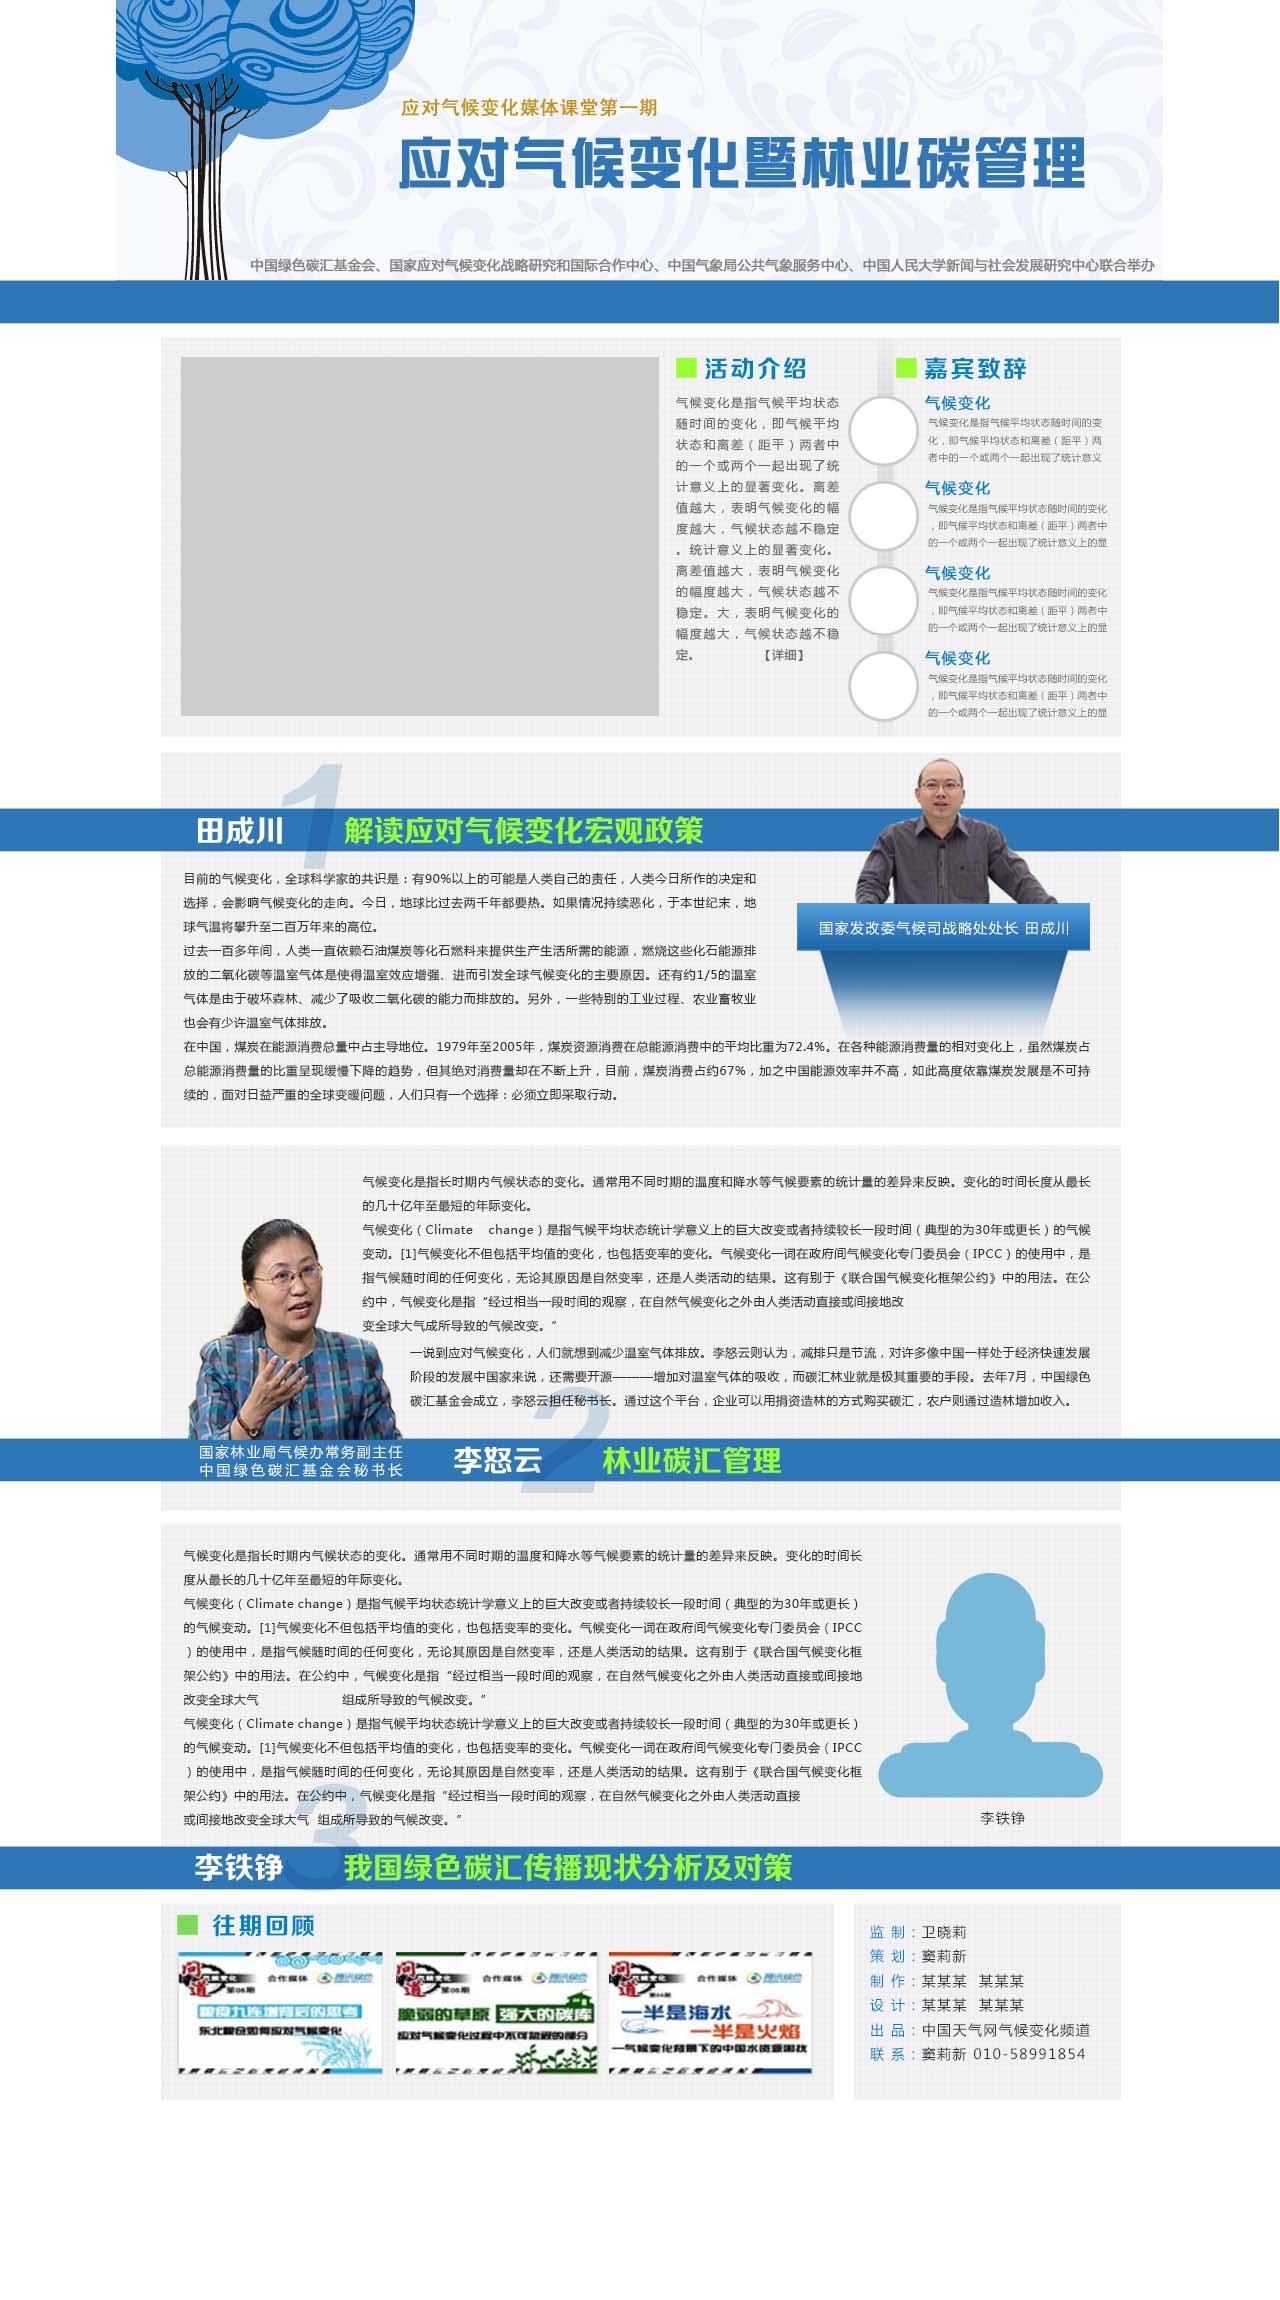 应对气候变化媒体课堂第一期
应对气候变化暨林业碳管理
中国绿色碳汇基金会、国家应对气候变化战略研究和国际合作中心、中国气象局公共气象服务中心、中国人民大学新闻与社会发展研究中心联合举办
活动介绍
气候变化是指气候平均状态
随时间的变化，即气候平均
状态和离差（距平）两者中
的一个或两个一起出现了统
计意义上的显著变化。离差
值越大，表明气候变化的幅
度越大，气候状态越不稳定
。统计意义上的显著变化。
离差值越大，表明气候变化
的幅度越大，气候状态越不
稳定。大，表明气候变化的
幅度越大，气候状态越不稳
定。 【详细】
嘉宾致辞
气候变化
气候变化是指气候平均状态随时间的变
化，即气候平均状态和离差（距平）两
者中的一个或两个一起出现了统计意义
气候变化
气候变化是指气候平均状态随时间的变化
，即气候平均状态和离差（距平）两者中
的一个或两个一起出现了统计意义上的显
气候变化
气候变化是指气候平均状态随时间的变化
，即气候平均状态和离差（距平）两者中
的一个或两个一起出现了统计意义上的显
气候变化
气候变化是指气候平均状态随时间的变化
，即气候平均状态和离差（距平）两者中
的一个或两个一起出现了统计意义上的显
田成川 1 解读应对气候变化宏观政策
目前的气候变化，全球科学家的共识是：有90%以上的可能是人类自己的责任，人类今日所作的决定和
选择，会影响气候变化的走向。今日，地球比过去两千年都要热。如果情况持续恶化，于本世纪末，地
球气温将攀升至二百万年来的高位。
过去一百多年间，人类一直依赖石油煤炭等化石燃料来提供生产生活所需的能源，燃烧这些化石能源排
放的二氧化碳等温室气体是使得温室效应增强、进而引发全球气候变化的主要原因。还有约1/5的温室
气体是由于破坏森林、减少了吸收二氧化碳的能力而排放的。另外，一些特别的工业过程、农业畜牧业
也会有少许温室气体排放。
国家发改委气候司战略处处长 田成川
在中国，煤炭在能源消费总量中占主导地位。1979年至2005年，煤炭资源消费在总能源消费中的平均比重为72.4%。在各种能源消费量的相对变化上，虽然煤炭占
总能源消费量的比重呈现缓慢下降的趋势，但其绝对消费量却在不断上升，目前，煤炭消费占约67%，加之中国能源效率并不高，如此高度依靠煤炭发展是不可持
续的，面对日益严重的全球变暖问题，人们只有一个选择：必须立即采取行动。
气候变化是指长时期内气候状态的变化。通常用不同时期的温度和降水等气候要素的统计量的差异来反映。变化的时间长度从最长
的几十亿年至最短的年际变化。
气候变化（Climate change）是指气候平均状态统计学意义上的巨大改变或者持续较长一段时间（典型的为30年或更长）的气候
变动。[1]气候变化不但包括平均值的变化，也包括变率的变化。气候变化一词在政府间气候变化专门委员会（IPCC）的使用中，是
指气候随时间的任何变化，无论其原因是自然变率，还是人类活动的结果。这有别于《联合国气候变化框架公约》中的用法。在公
约中，气候变化是指“经过相当一段时间的观察，在自然气候变化之外由人类活动直接或间接地改
变全球大气成所导致的气候改变。”
一说到应对气候变化，人们就想到减少温室气体排放。李怒云则认为，减排只是节流，对许多像中国一样处于经济快速发展
阶段的发展中国家来说，还需要开源———增加对温室气体的吸收，而碳汇林业就是极其重要的手段。去年7月，中国绿色
碳汇基金会成立，李怒云担任秘书长。通过这个平台，企业可以用捐资造林的方式购买碳汇，农户则通过造林增加收入。
国家林业局气候办常务副主任
中国绿色碳汇基金会秘书长
李怒云 2 林业碳汇管理
气候变化是指长时期内气候状态的变化。通常用不同时期的温度和降水等气候要素的统计量的差异来反映。变化的时间长
度从最长的几十亿年至最短的年际变化。
气候变化（Climate change）是指气候平均状态统计学意义上的巨大改变或者持续较长一段时间（典型的为30年或更长）
的气候变动。[1]气候变化不但包括平均值的变化，也包括变率的变化。气候变化一词在政府间气候变化专门委员会（IPCC
）的使用中，是指气候随时间的任何变化，无论其原因是自然变率，还是人类活动的结果。这有别于《联合国气候变化框
架公约》中的用法。在公约中，气候变化是指“经过相当一段时间的观察，在自然气候变化之外由人类活动直接或间接地
改变全球大气 组成所导致的气候改变。”
气候变化（Climate change）是指气候平均状态统计学意义上的巨大改变或者持续较长一段时间（典型的为30年或更长）
的气候变动。[1]气候变化不但包括平均值的变化，也包括变率的变化。气候变化一词在政府间气候变化专门委员会（IPCC
）的使用中，是指气候随时间的任何变化，无论其原因是自然变率，还是人类活动的结果。这有别于《联合国气候变化框
架公约》中的用法。在公约中，气候变化是指“经过相当一段时间的观察，在自然气候变化之外由人类活动直接
或间接地改变全球大气 组成所导致的气候改变。”
李铁铮
李铁铮 3 我国绿色碳汇传播现状分析及对策
往期回顾
问道 气候变化 合作媒体 腾讯绿色
粮食九连增背后的思考
东北粮仓如何应对气候变化
问道 气候变化 第05期 合作媒体 腾讯绿色
脆弱的草原 强大的碳库
应对气候变化过程中不可忽视的部分
问道 气候变化 第04期 合作媒体 腾讯绿色
一半是海水
一半是火焰
—气候变化背景下的中国水资源困扰
监 制：卫晓莉
策 划：窦莉新
制 作：某某某 某某某
设 计：某某某 某某某
出 品：中国天气网气候变化频道
联 系：窦莉新 010-58991854